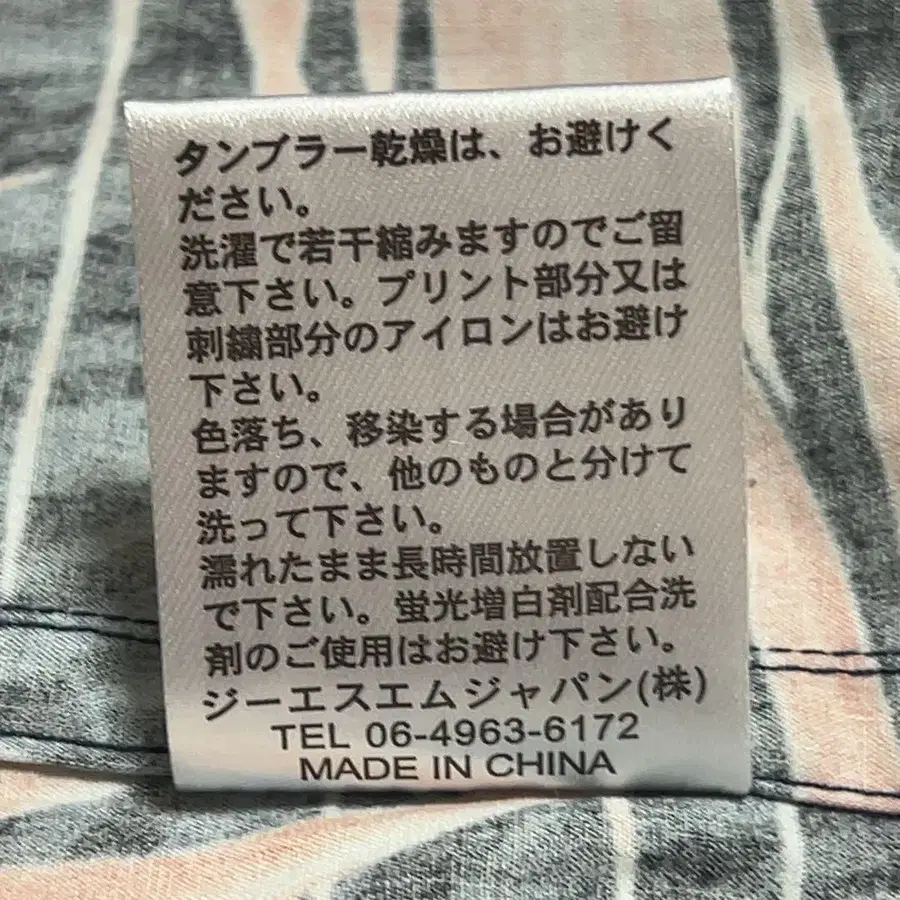 タンブラー乾燥は、お避けく
ださい。
洗濯で若干縮みますのでご留
意下さい。プリント部分又は
刺繍部分のアイロンはお避け
下さい。
色落ち、移染する場合があり
ますので、他のものと分けて
洗って下さい。
濡れたまま長時間放置しない
で下さい。蛍光増白剤配合洗
剤のご使用はお避け下さい。
ジーエスエムジャパン(株)
TEL 06-4963-6172
MADE IN CHINA